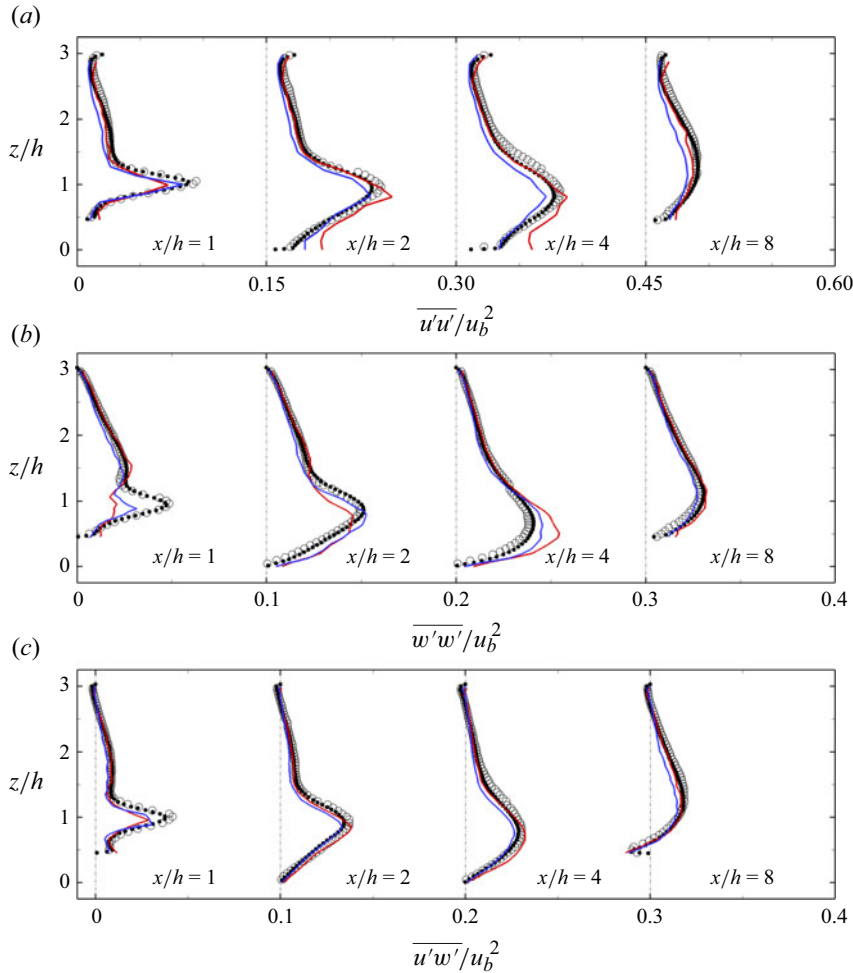 (a)
3
2
z/h
1
0
x/h = 1
x/h = 2
x/h = 4
x/h = 8
0
0.15
0.30
0.45
0.60
u′u′/u_b^2
(b)
3
2
z/h
1
0
x/h = 1
x/h = 2
x/h = 4
x/h = 8
0
0.1
0.2
0.3
0.4
w′w′/u_b^2
(c)
3
2
z/h
1
0
x/h = 1
x/h = 2
x/h = 4
x/h = 8
0
0.1
0.2
0.3
0.4
u′w′/u_b^2